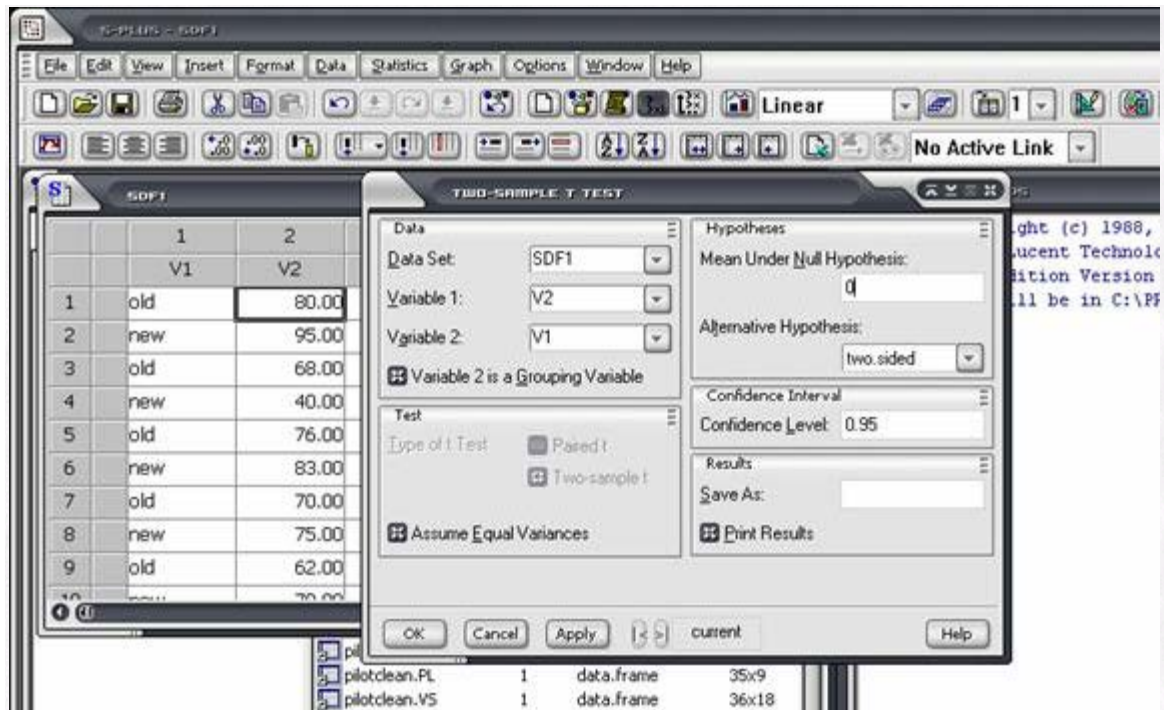 S-PLUS - SDF1
File Edit View Insert Format Data Statistics Graph Options Window Help
Linear 1
No Active Link
SDF1
1 2
V1 V2
1 old 80.00
2 new 95.00
3 old 68.00
4 new 40.00
5 old 76.00
6 new 83.00
7 old 70.00
8 new 75.00
9 old 62.00
10 new 70.00
TWO-SAMPLE T TEST
Data
Data Set: SDF1
Variable 1: V2
Variable 2: V1
Variable 2 is a Grouping Variable
Test
Type of t Test Paired t
Two-sample t
Assume Equal Variances
Hypotheses
Mean Under Null Hypothesis:
0
Alternative Hypothesis:
two.sided
Confidence Interval
Confidence Level: 0.95
Results
Save As:
Print Results
OK Cancel Apply |< >| current Help
ght (c) 1988,
ucent Technolo
ition Version
ll be in C:\PR
pil
pilotclean.PL 1 data.frame 35x9
pilotclean.VS 1 data.frame 36x18